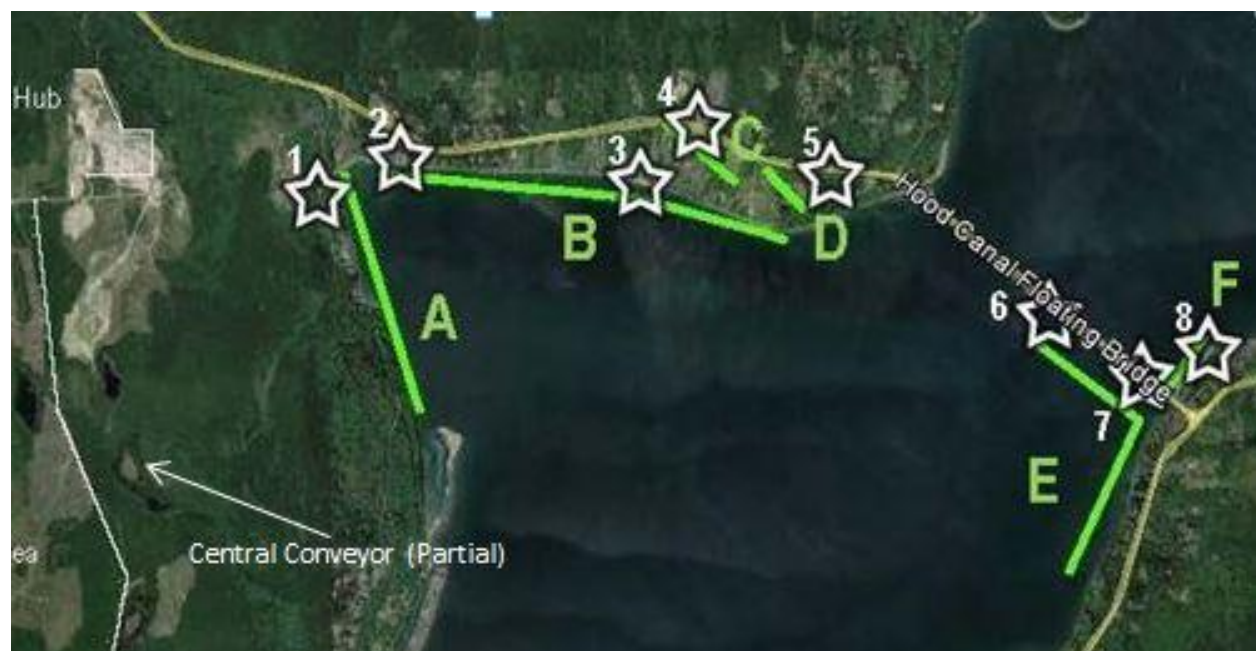 Hub
1
2
3
4
C
5
B
D
A
Hood Canal Floating Bridge
6
7
8
F
E
Central Conveyor (Partial)
ea